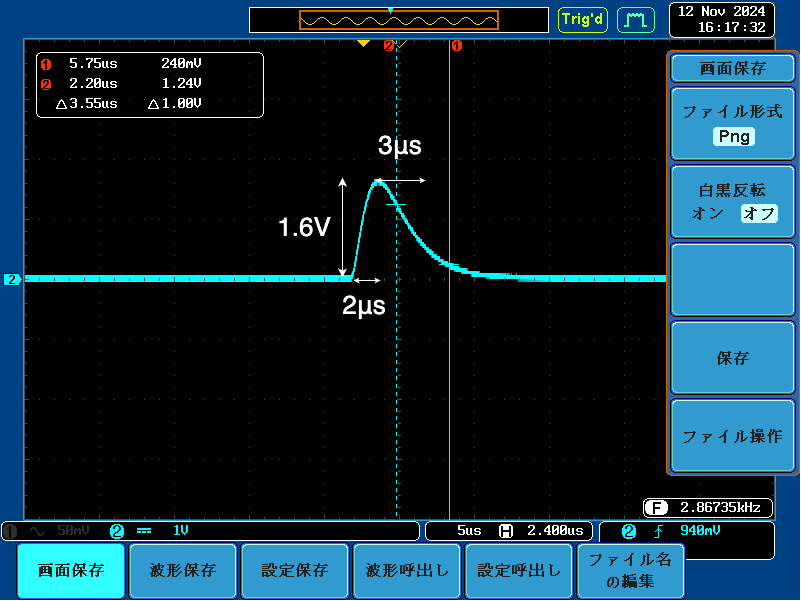 Trig'd
12 Nov 2024
16:17:32
2
1
1 5.75us 240mV
2 2.20us 1.24V
△3.55us △1.00V
画面保存
ファイル形式
Png
白黒反転
オン オフ
保存
ファイル操作
3μs
1.6V
2μs
2
F 2.86735kHz
1 50mV 2 1V
5us H 2.400us
2 940mV
画面保存
波形保存
設定保存
波形呼出し
設定呼出し
ファイル名
の編集